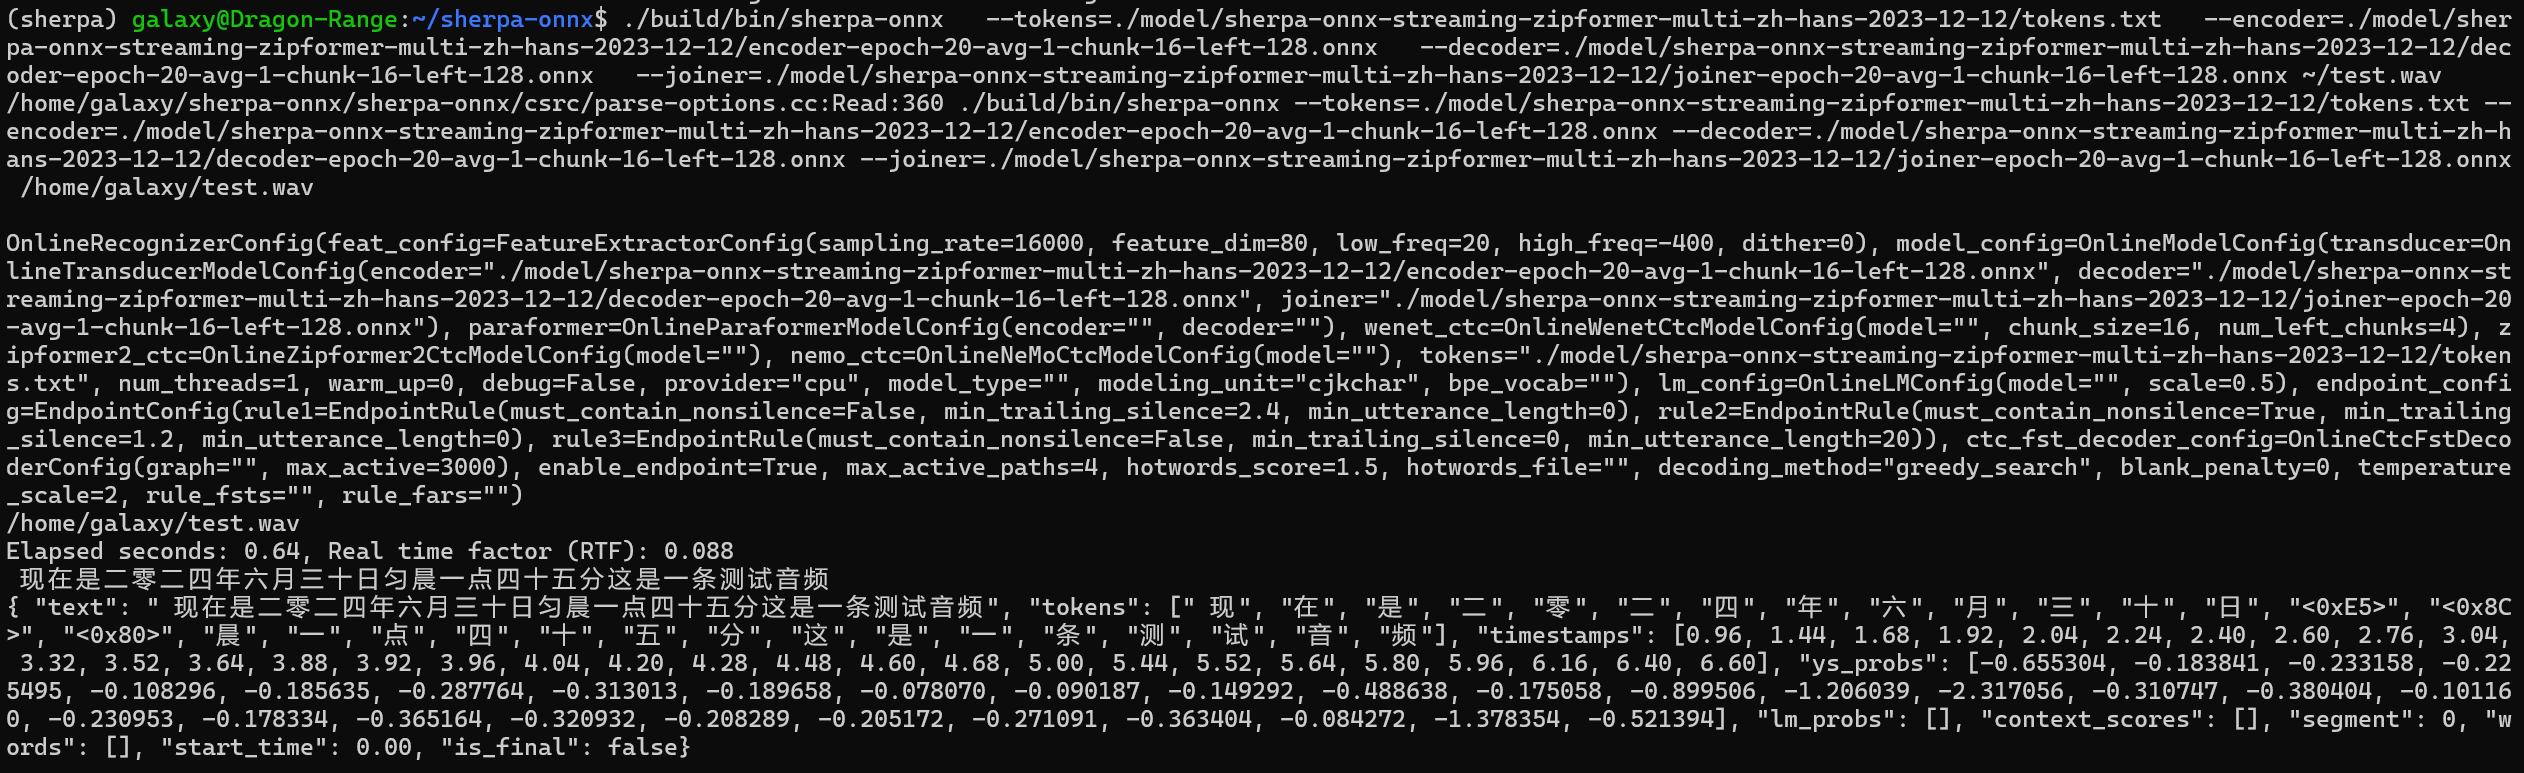 (sherpa) galaxy@Dragon-Range:~/sherpa-onnx$ ./build/bin/sherpa-onnx   --tokens=./model/sherpa-onnx-streaming-zipformer-multi-zh-hans-2023-12-12/tokens.txt   --encoder=./model/sher
pa-onnx-streaming-zipformer-multi-zh-hans-2023-12-12/encoder-epoch-20-avg-1-chunk-16-left-128.onnx   --decoder=./model/sherpa-onnx-streaming-zipformer-multi-zh-hans-2023-12-12/dec
oder-epoch-20-avg-1-chunk-16-left-128.onnx   --joiner=./model/sherpa-onnx-streaming-zipformer-multi-zh-hans-2023-12-12/joiner-epoch-20-avg-1-chunk-16-left-128.onnx ~/test.wav
/home/galaxy/sherpa-onnx/sherpa-onnx/csrc/parse-options.cc:Read:360 ./build/bin/sherpa-onnx --tokens=./model/sherpa-onnx-streaming-zipformer-multi-zh-hans-2023-12-12/tokens.txt --
encoder=./model/sherpa-onnx-streaming-zipformer-multi-zh-hans-2023-12-12/encoder-epoch-20-avg-1-chunk-16-left-128.onnx --decoder=./model/sherpa-onnx-streaming-zipformer-multi-zh-h
ans-2023-12-12/decoder-epoch-20-avg-1-chunk-16-left-128.onnx --joiner=./model/sherpa-onnx-streaming-zipformer-multi-zh-hans-2023-12-12/joiner-epoch-20-avg-1-chunk-16-left-128.onnx
 /home/galaxy/test.wav
OnlineRecognizerConfig(feat_config=FeatureExtractorConfig(sampling_rate=16000, feature_dim=80, low_freq=20, high_freq=-400, dither=0), model_config=OnlineModelConfig(transducer=On
lineTransducerModelConfig(encoder="./model/sherpa-onnx-streaming-zipformer-multi-zh-hans-2023-12-12/encoder-epoch-20-avg-1-chunk-16-left-128.onnx", decoder="./model/sherpa-onnx-st
reaming-zipformer-multi-zh-hans-2023-12-12/decoder-epoch-20-avg-1-chunk-16-left-128.onnx", joiner="./model/sherpa-onnx-streaming-zipformer-multi-zh-hans-2023-12-12/joiner-epoch-20
-avg-1-chunk-16-left-128.onnx"), paraformer=OnlineParaformerModelConfig(encoder="", decoder=""), wenet_ctc=OnlineWenetCtcModelConfig(model="", chunk_size=16, num_left_chunks=4), z
ipformer2_ctc=OnlineZipformer2CtcModelConfig(model=""), nemo_ctc=OnlineNeMoCtcModelConfig(model=""), tokens="./model/sherpa-onnx-streaming-zipformer-multi-zh-hans-2023-12-12/token
s.txt", num_threads=1, warm_up=0, debug=False, provider="cpu", model_type="", modeling_unit="cjkchar", bpe_vocab=""), lm_config=OnlineLMConfig(model="", scale=0.5), endpoint_confi
g=EndpointConfig(rule1=EndpointRule(must_contain_nonsilence=False, min_trailing_silence=2.4, min_utterance_length=0), rule2=EndpointRule(must_contain_nonsilence=True, min_trailing
_silence=1.2, min_utterance_length=0), rule3=EndpointRule(must_contain_nonsilence=False, min_trailing_silence=0, min_utterance_length=20)), ctc_fst_decoder_config=OnlineCtcFstDeco
derConfig(graph="", max_active=3000), enable_endpoint=True, max_active_paths=4, hotwords_score=1.5, hotwords_file="", decoding_method="greedy_search", blank_penalty=0, temperature
_scale=2, rule_fsts="", rule_fars="")
/home/galaxy/test.wav
Elapsed seconds: 0.64, Real time factor (RTF): 0.088
 现在是二零二四年六月三十日匀晨一点四十五分这是一条测试音频
{ "text": " 现在是二零二四年六月三十日匀晨一点四十五分这是一条测试音频", "tokens": [" 现", "在", "是", "二", "零", "二", "四", "年", "六", "月", "三", "十", "日", "<0xE5>", "<0x8C
>", "<0x80>", "晨", "一", "点", "四", "十", "五", "分", "这", "是", "一", "条", "测", "试", "音", "频"], "timestamps": [0.96, 1.44, 1.68, 1.92, 2.04, 2.24, 2.40, 2.60, 2.76, 3.04,
 3.32, 3.52, 3.64, 3.88, 3.92, 3.96, 4.04, 4.20, 4.28, 4.48, 4.60, 4.68, 5.00, 5.44, 5.52, 5.64, 5.80, 5.96, 6.16, 6.40, 6.60], "ys_probs": [-0.655304, -0.183841, -0.233158, -0.22
5495, -0.108296, -0.185635, -0.287764, -0.313013, -0.189658, -0.078070, -0.090187, -0.149292, -0.488638, -0.175058, -0.899506, -1.206039, -2.317056, -0.310747, -0.380404, -0.10116
0, -0.230953, -0.178334, -0.365164, -0.320932, -0.208289, -0.205172, -0.271091, -0.363404, -0.084272, -1.378354, -0.521394], "lm_probs": [], "context_scores": [], "segment": 0, "w
ords": [], "start_time": 0.00, "is_final": false}